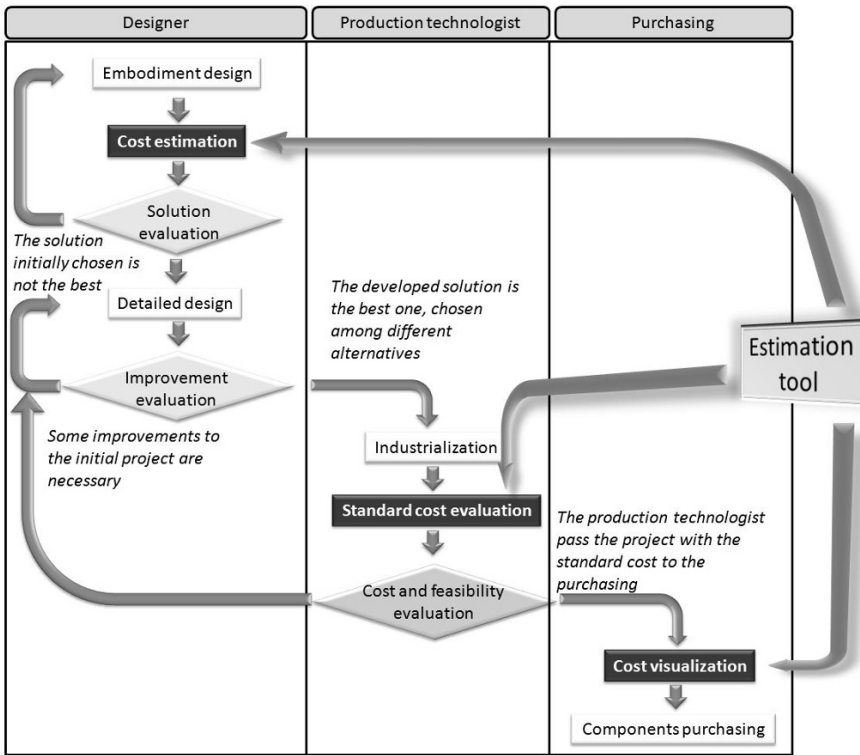 Designer
Production technologist
Purchasing
Embodiment design
Cost estimation
Solution
evaluation
The solution
initially chosen is
not the best
Detailed design
The developed solution is
the best one, chosen
among different
alternatives
Estimation
tool
Improvement
evaluation
Some improvements to
the initial project are
necessary
Industrialization
Standard cost evaluation
The production technologist
pass the project with the
standard cost to the
purchasing
Cost and feasibility
evaluation
Cost visualization
Components purchasing